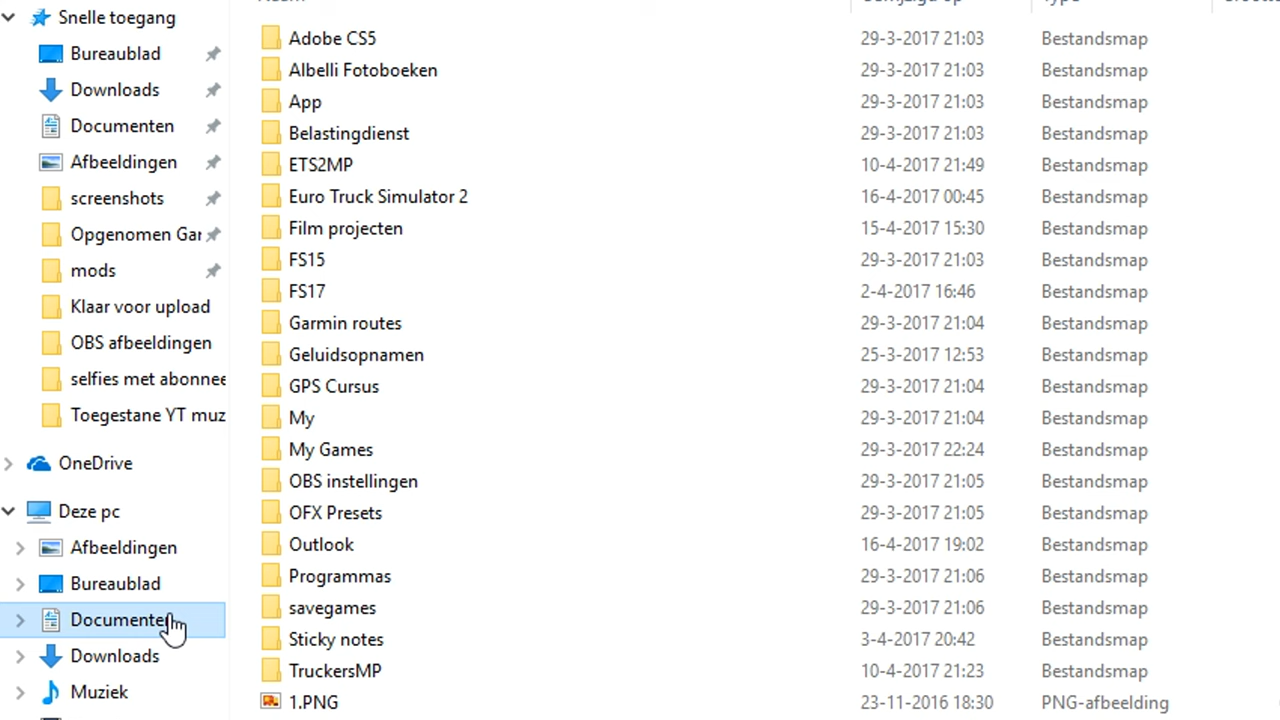 Snelle toegang
Bureaublad
Downloads
Documenten
Afbeeldingen
screenshots
Opgenomen Gar
mods
Klaar voor upload
OBS afbeeldingen
selfies met abonnee
Toegestane YT muz
OneDrive
Deze pc
Afbeeldingen
Bureaublad
Documenten
Downloads
Muziek
Adobe CS5 29-3-2017 21:03 Bestandsmap
Albelli Fotoboeken 29-3-2017 21:03 Bestandsmap
App 29-3-2017 21:03 Bestandsmap
Belastingdienst 29-3-2017 21:03 Bestandsmap
ETS2MP 10-4-2017 21:49 Bestandsmap
Euro Truck Simulator 2 16-4-2017 00:45 Bestandsmap
Film projecten 15-4-2017 15:30 Bestandsmap
FS15 29-3-2017 21:03 Bestandsmap
FS17 2-4-2017 16:46 Bestandsmap
Garmin routes 29-3-2017 21:04 Bestandsmap
Geluidsopnamen 25-3-2017 12:53 Bestandsmap
GPS Cursus 29-3-2017 21:04 Bestandsmap
My 29-3-2017 21:04 Bestandsmap
My Games 29-3-2017 22:24 Bestandsmap
OBS instellingen 29-3-2017 21:05 Bestandsmap
OFX Presets 29-3-2017 21:05 Bestandsmap
Outlook 16-4-2017 19:02 Bestandsmap
Programmas 29-3-2017 21:06 Bestandsmap
savegames 29-3-2017 21:06 Bestandsmap
Sticky notes 3-4-2017 20:42 Bestandsmap
TruckersMP 10-4-2017 21:23 Bestandsmap
1.PNG 23-11-2016 18:30 PNG-afbeelding